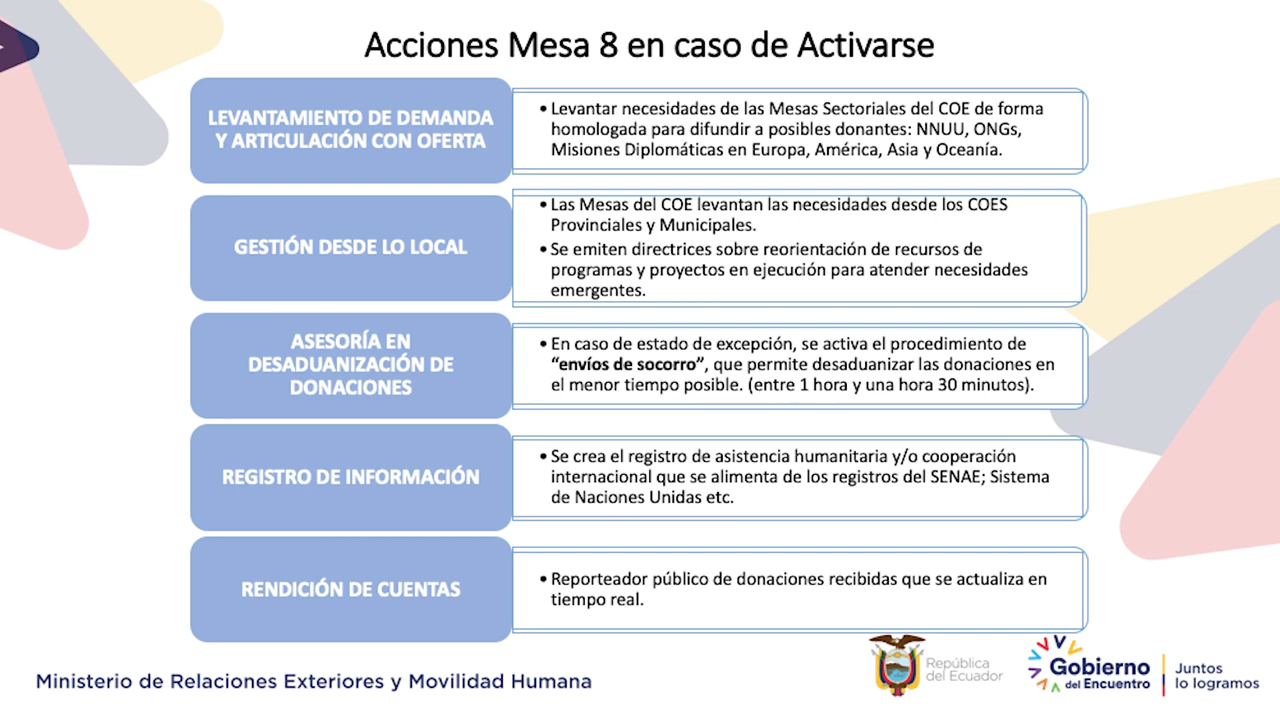 Acciones Mesa 8 en caso de Activarse
LEVANTAMIENTO DE DEMANDA
Y ARTICULACIÓN CON OFERTA
• Levantar necesidades de las Mesas Sectoriales del COE de forma
homologada para difundir a posibles donantes: NNUU, ONGs,
Misiones Diplomáticas en Europa, América, Asia y Oceanía.
GESTIÓN DESDE LO LOCAL
• Las Mesas del COE levantan las necesidades desde los COES
Provinciales y Municipales.
• Se emiten directrices sobre reorientación de recursos de
programas y proyectos en ejecución para atender necesidades
emergentes.
ASESORÍA EN
DESADUANIZACIÓN DE
DONACIONES
• En caso de estado de excepción, se activa el procedimiento de
“envíos de socorro”, que permite desaduanizar las donaciones en
el menor tiempo posible. (entre 1 hora y una hora 30 minutos).
REGISTRO DE INFORMACIÓN
• Se crea el registro de asistencia humanitaria y/o cooperación
internacional que se alimenta de los registros del SENAE; Sistema
de Naciones Unidas etc.
RENDICIÓN DE CUENTAS
• Reporteador público de donaciones recibidas que se actualiza en
tiempo real.
Ministerio de Relaciones Exteriores y Movilidad Humana
República
del Ecuador
Gobierno
del Encuentro
Juntos
lo logramos